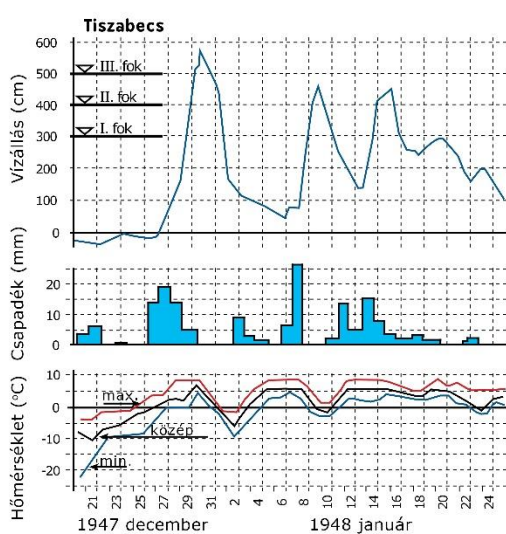 Tiszabecs
Vízállás (cm)
600
500
400
300
200
100
0
III. fok
II. fok
I. fok
Csapadék (mm)
20
10
0
Hőmérséklet (°C)
10
0
-10
-20
max
közép
min
21 23 25 27 29 31 2 4 6 8 10 12 14 16 18 20 22 24
1947 december 1948 január